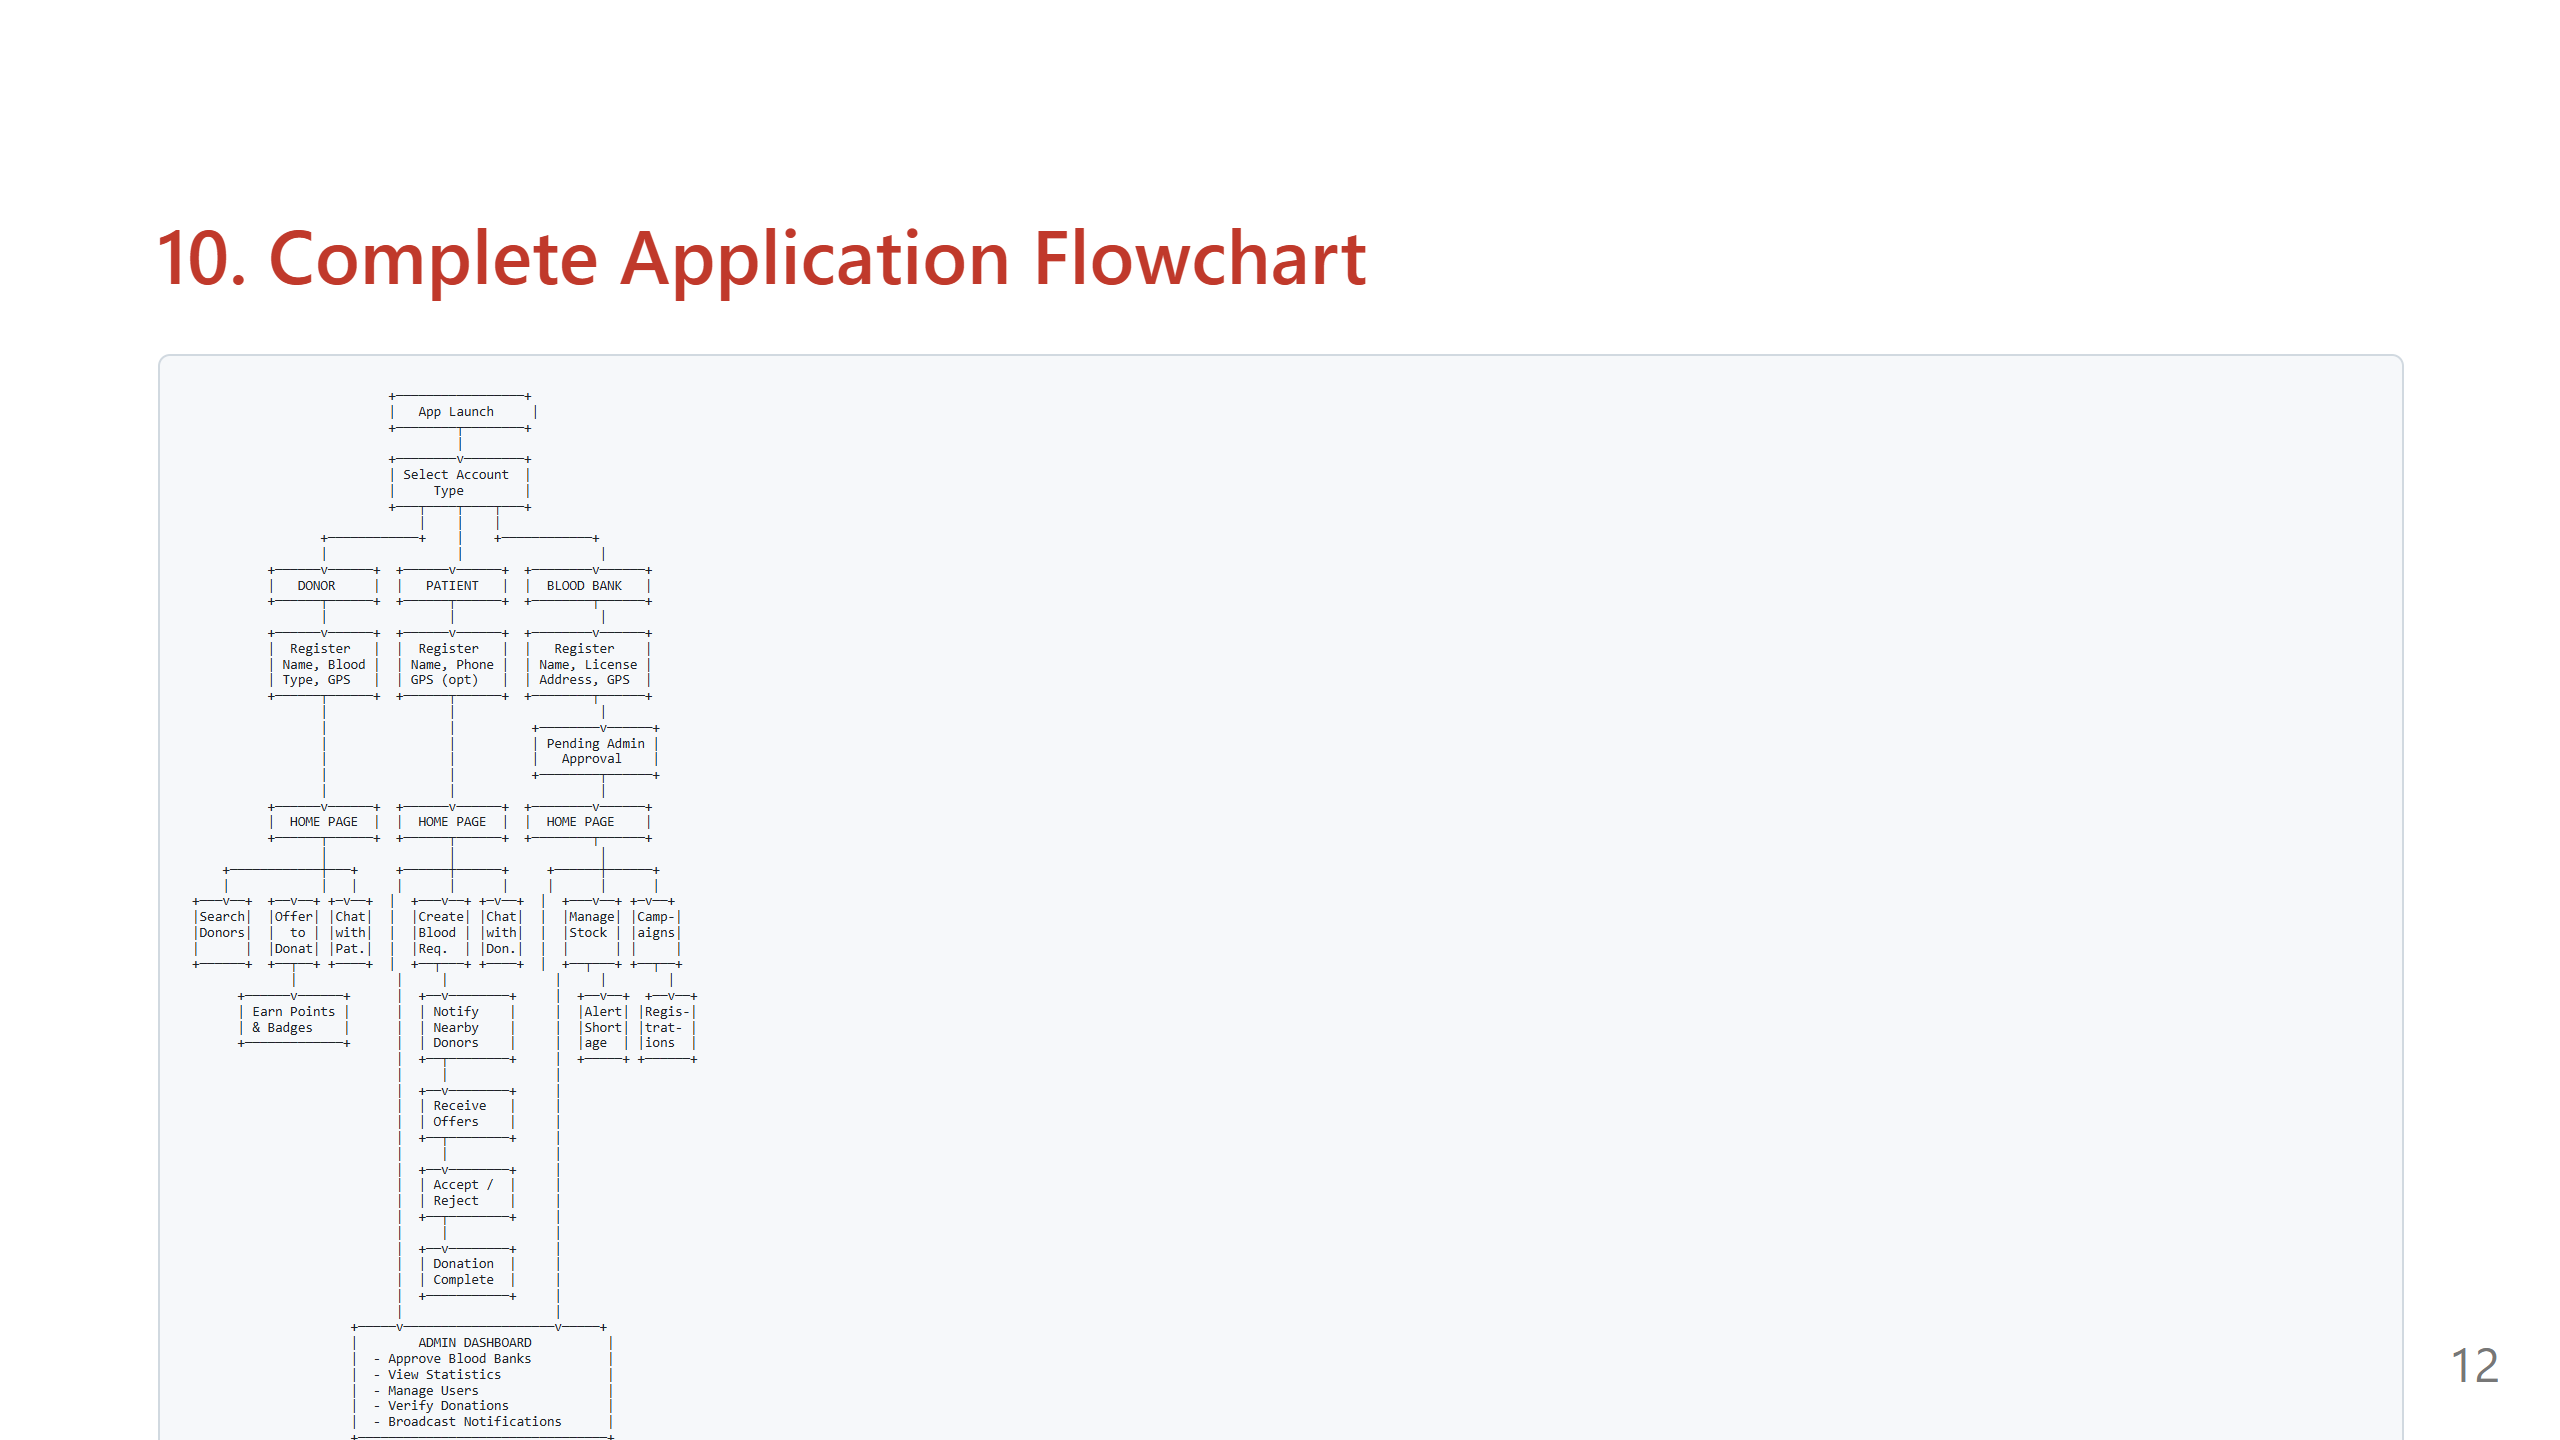 10. Complete Application Flowchart
App Launch
Select Account
Type
DONOR PATIENT BLOOD BANK
Register Register Register
Name, Blood Name, Phone Name, License
Type, GPS GPS (opt) Address, GPS
Pending Admin
Approval
HOME PAGE HOME PAGE HOME PAGE
Search Offer Chat Create Chat Manage Camp-
Donors to with Blood with Stock aigns
Donat Pat. Req. Don.
Earn Points Notify Alert Regis-
& Badges Nearby Short trat-
Donors age ions
Receive
Offers
Accept /
Reject
Donation
Complete
ADMIN DASHBOARD
- Approve Blood Banks
- View Statistics
- Manage Users
- Verify Donations
- Broadcast Notifications
12